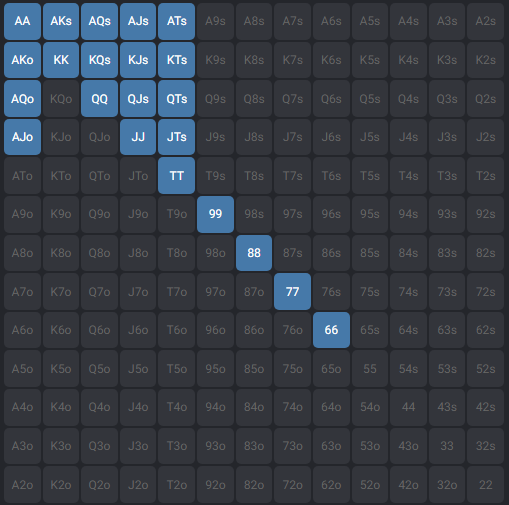 AA AKs AQs AJs ATs A9s A8s A7s A6s A5s A4s A3s A2s
AKo KK KQs KJs KTs K9s K8s K7s K6s K5s K4s K3s K2s
AQo KQo QQ QJs QTs Q9s Q8s Q7s Q6s Q5s Q4s Q3s Q2s
AJo KJo QJo JJ JTs J9s J8s J7s J6s J5s J4s J3s J2s
ATo KTo QTo JTo TT T9s T8s T7s T6s T5s T4s T3s T2s
A9o K9o Q9o J9o T9o 99 98s 97s 96s 95s 94s 93s 92s
A8o K8o Q8o J8o T8o 98o 88 87s 86s 85s 84s 83s 82s
A7o K7o Q7o J7o T7o 97o 87o 77 76s 75s 74s 73s 72s
A6o K6o Q6o J6o T6o 96o 86o 76o 66 65s 64s 63s 62s
A5o K5o Q5o J5o T5o 95o 85o 75o 65o 55 54s 53s 52s
A4o K4o Q4o J4o T4o 94o 84o 74o 64o 54o 44 43s 42s
A3o K3o Q3o J3o T3o 93o 83o 73o 63o 53o 43o 33 32s
A2o K2o Q2o J2o T2o 92o 82o 72o 62o 52o 42o 32o 22